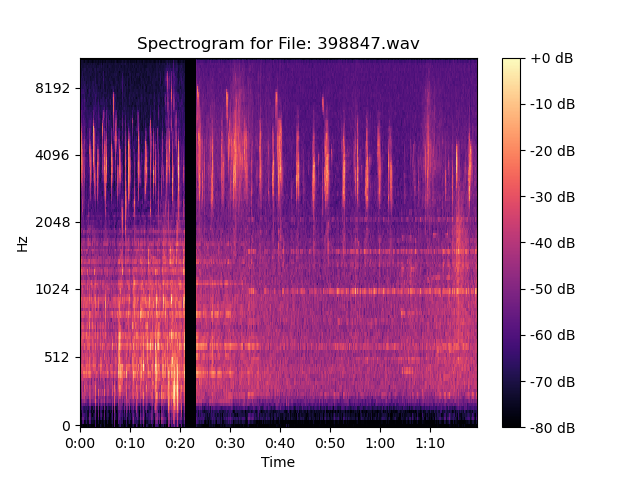 Spectrogram for File: 398847.wav
8192
4096
2048
1024
512
0
Hz
0:00 0:10 0:20 0:30 0:40 0:50 1:00 1:10
Time
+0 dB
-10 dB
-20 dB
-30 dB
-40 dB
-50 dB
-60 dB
-70 dB
-80 dB